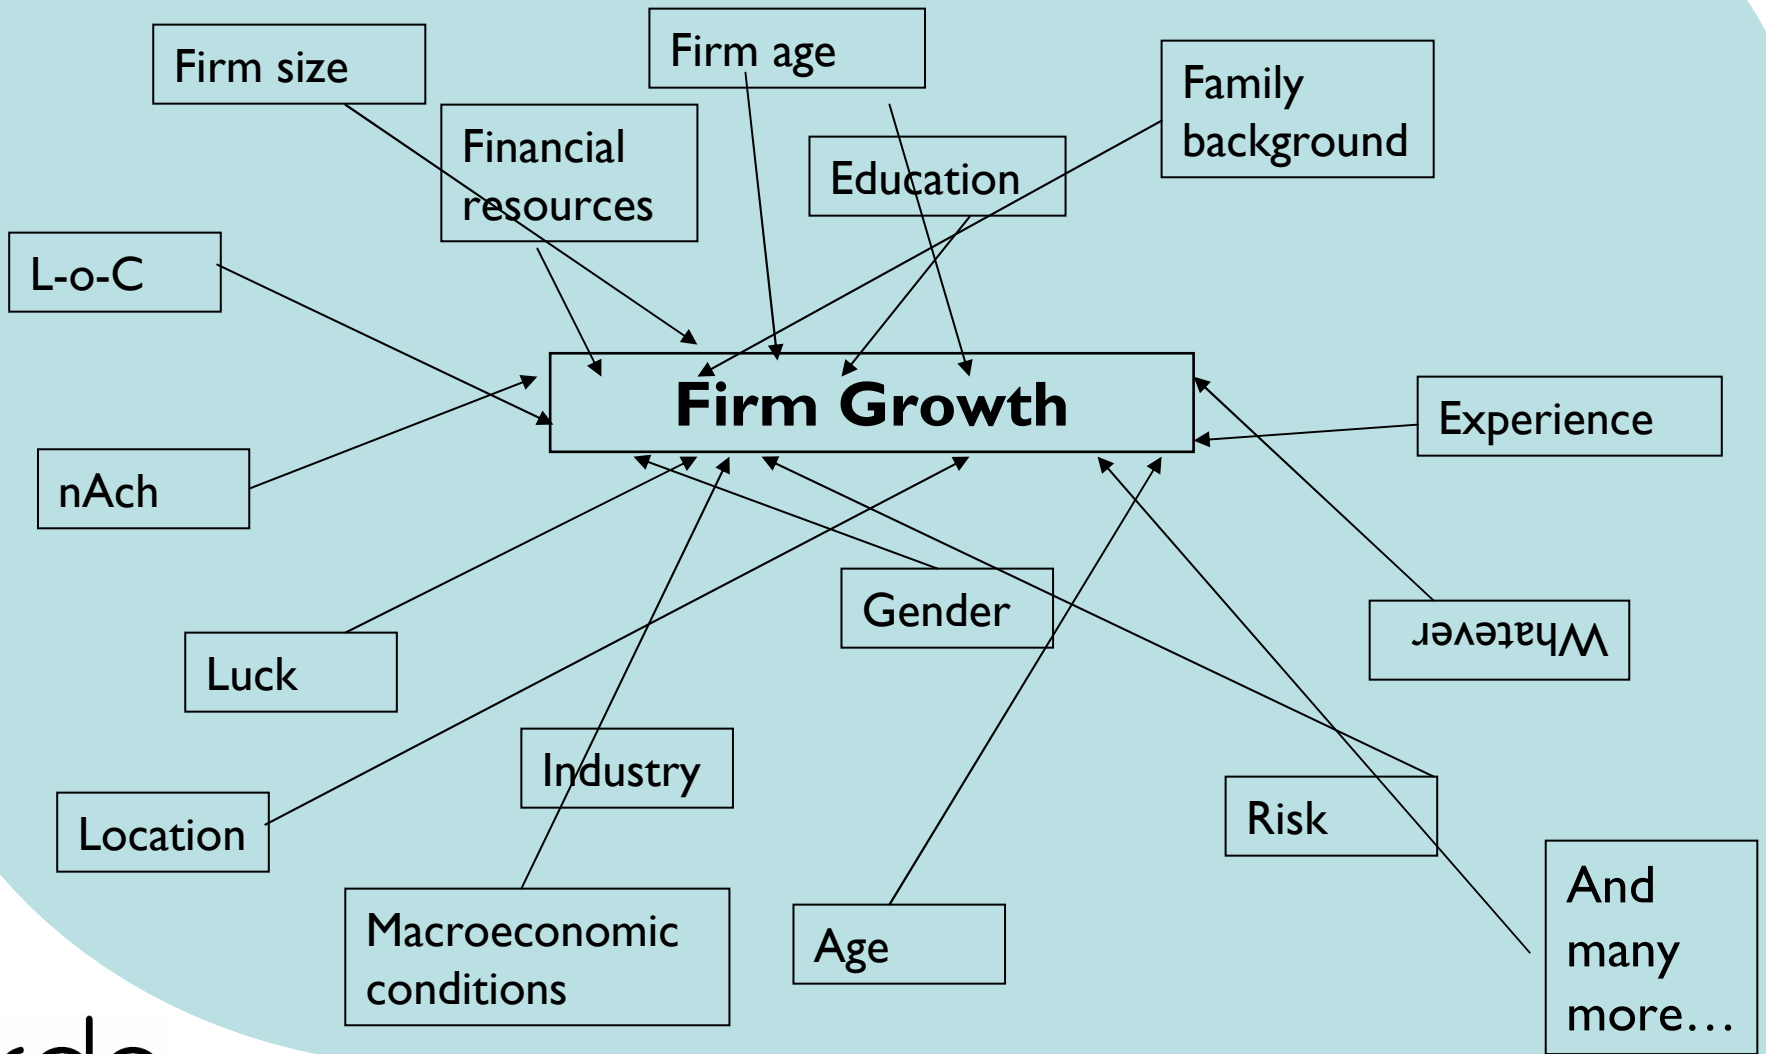 Firm size
Firm age
Family
background
Financial
resources
Education
L-o-C
Firm Growth
Experience
nAch
Gender
Whatever
Luck
Industry
Risk
Location
And
many
more…
Macroeconomic
conditions
Age